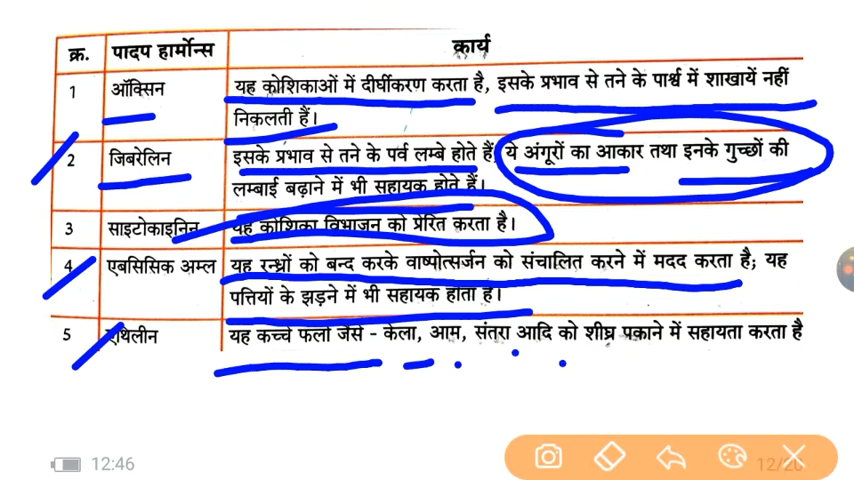 क्र. पादप हार्मोन्स कार्य
1 ऑक्सिन यह कोशिकाओं में दीर्घीकरण करता है, इसके प्रभाव से तने के पार्श्व में शाखायें नहीं
निकलती हैं।
2 जिबरेलिन इसके प्रभाव से तने के पर्व लम्बे होते हैं, ये अंगूरों का आकार तथा इनके गुच्छों की
लम्बाई बढ़ाने में भी सहायक होते हैं।
3 साइटोकाइनिन यह कोशिका विभाजन को प्रेरित करता है।
4 एबसिसिक अम्ल यह रन्ध्रों को बन्द करके वाष्पोत्सर्जन को संचालित करने में मदद करता है; यह
पत्तियों के झड़ने में भी सहायक होता है।
5 एथिलीन यह कच्चे फलों जैसे - केला, आम, संतरा आदि को शीघ्र पकाने में सहायता करता है
12:46 12/20